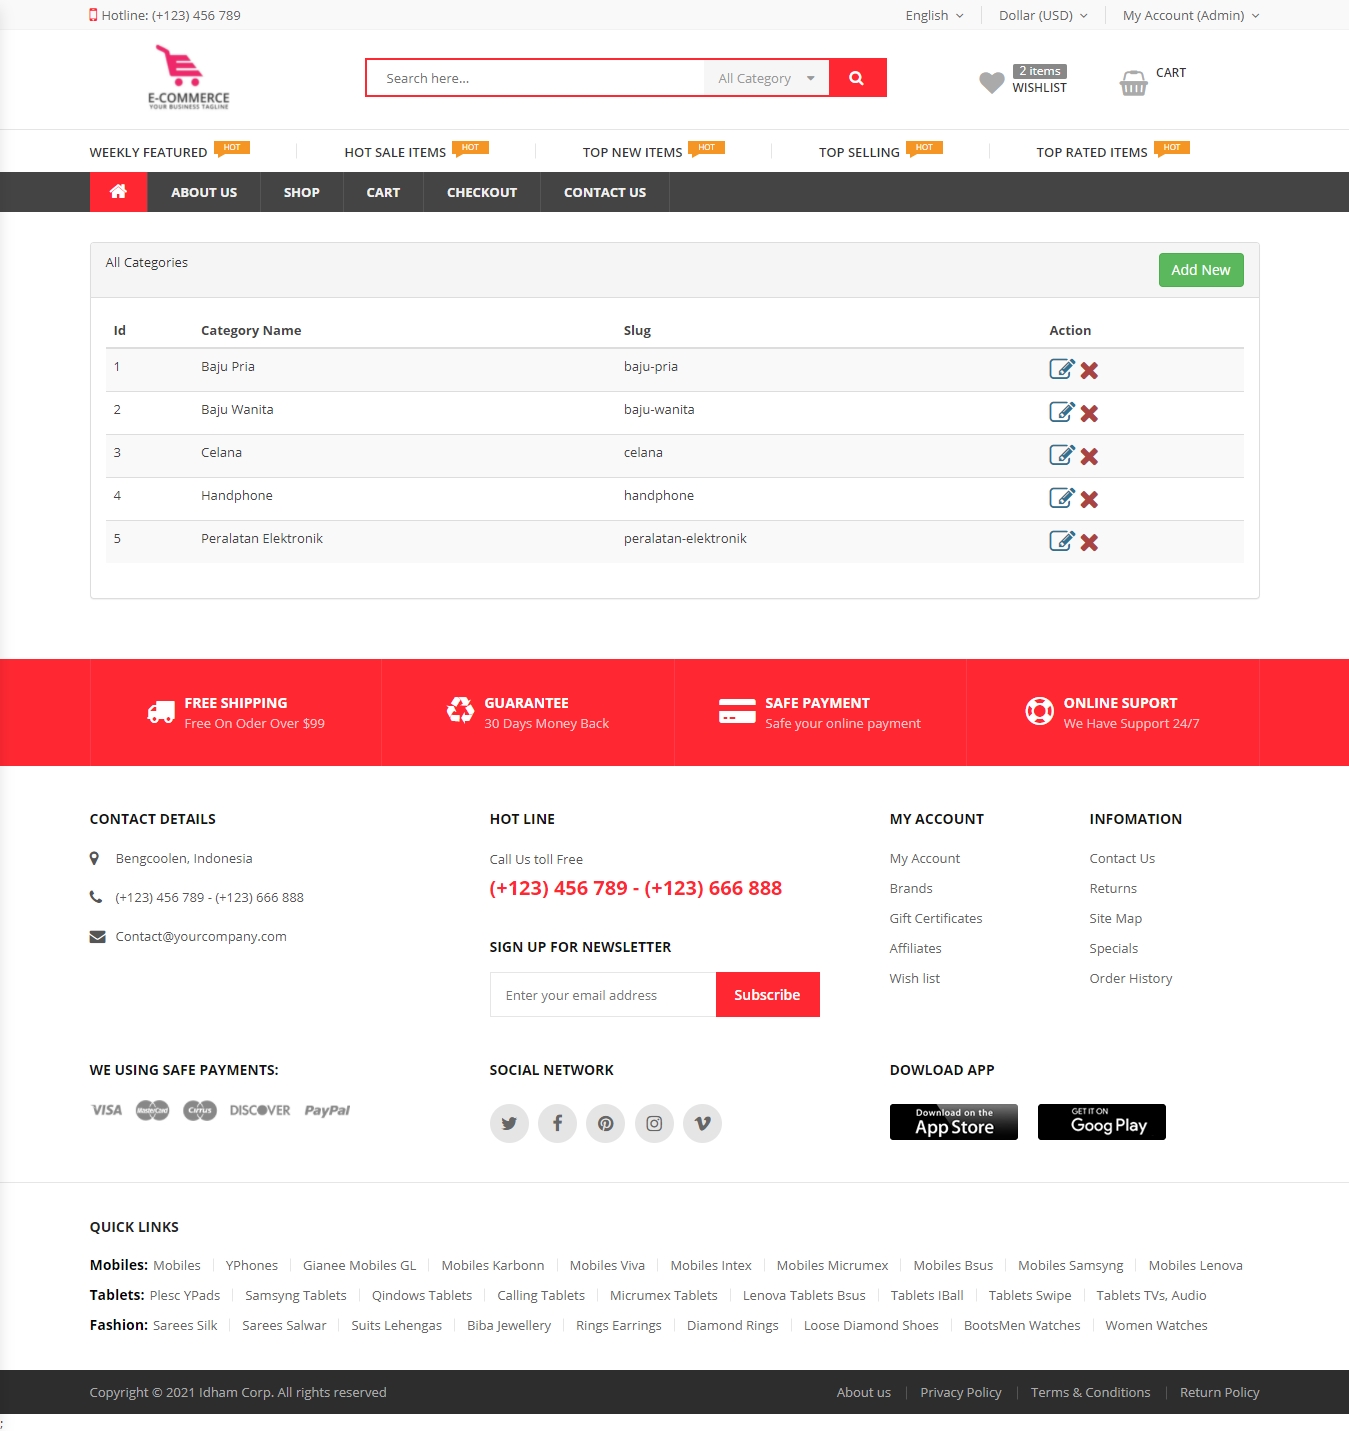 Hotline: (+123) 456 789
English
Dollar (USD)
My Account (Admin)
E-COMMERCE
YOUR BUSINESS TAGLINE
Search here...
All Category
2 items
WISHLIST
CART
WEEKLY FEATURED HOT
HOT SALE ITEMS HOT
TOP NEW ITEMS HOT
TOP SELLING HOT
TOP RATED ITEMS HOT
ABOUT US SHOP CART CHECKOUT CONTACT US
All Categories
Add New
Id Category Name Slug Action
1 Baju Pria baju-pria
2 Baju Wanita baju-wanita
3 Celana celana
4 Handphone handphone
5 Peralatan Elektronik peralatan-elektronik
FREE SHIPPING
Free On Oder Over $99
GUARANTEE
30 Days Money Back
SAFE PAYMENT
Safe your online payment
ONLINE SUPORT
We Have Support 24/7
CONTACT DETAILS
Bengcoolen, Indonesia
(+123) 456 789 - (+123) 666 888
Contact@yourcompany.com
HOT LINE
Call Us toll Free
(+123) 456 789 - (+123) 666 888
SIGN UP FOR NEWSLETTER
Enter your email address
Subscribe
MY ACCOUNT
My Account
Brands
Gift Certificates
Affiliates
Wish list
INFOMATION
Contact Us
Returns
Site Map
Specials
Order History
WE USING SAFE PAYMENTS:
VISA MasterCard Cirrus DISCOVER PayPal
SOCIAL NETWORK
DOWLOAD APP
Download on the
App Store
GET IT ON
Goog Play
QUICK LINKS
Mobiles: Mobiles YPhones Gianee Mobiles GL Mobiles Karbonn Mobiles Viva Mobiles Intex Mobiles Micrumex Mobiles Bsus Mobiles Samsyng Mobiles Lenova
Tablets: Plesc YPads Samsyng Tablets Qindows Tablets Calling Tablets Micrumex Tablets Lenova Tablets Bsus Tablets IBall Tablets Swipe Tablets TVs, Audio
Fashion: Sarees Silk Sarees Salwar Suits Lehengas Biba Jewellery Rings Earrings Diamond Rings Loose Diamond Shoes BootsMen Watches Women Watches
Copyright © 2021 Idham Corp. All rights reserved
About us Privacy Policy Terms & Conditions Return Policy
;